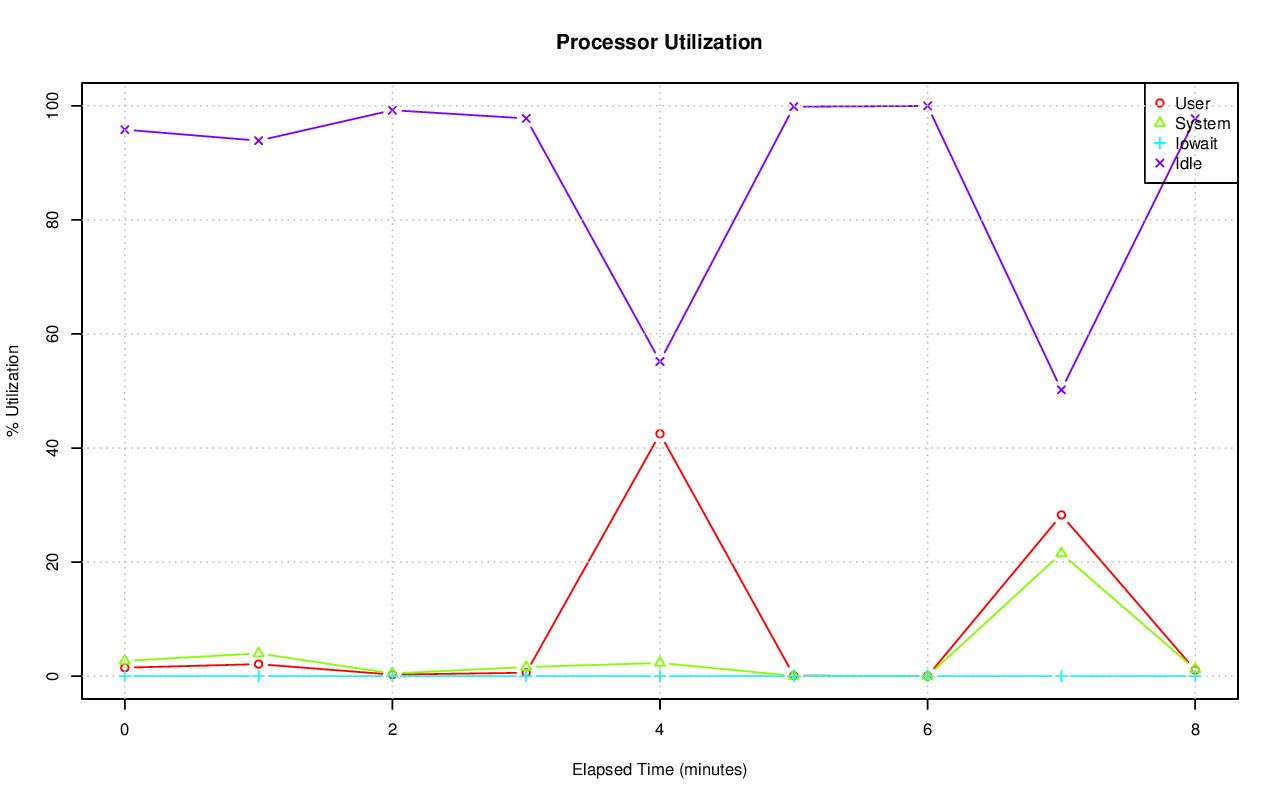 Processor Utilization
User
System
Iowait
Idle
% Utilization
100
80
60
40
20
0
0 2 4 6 8
Elapsed Time (minutes)